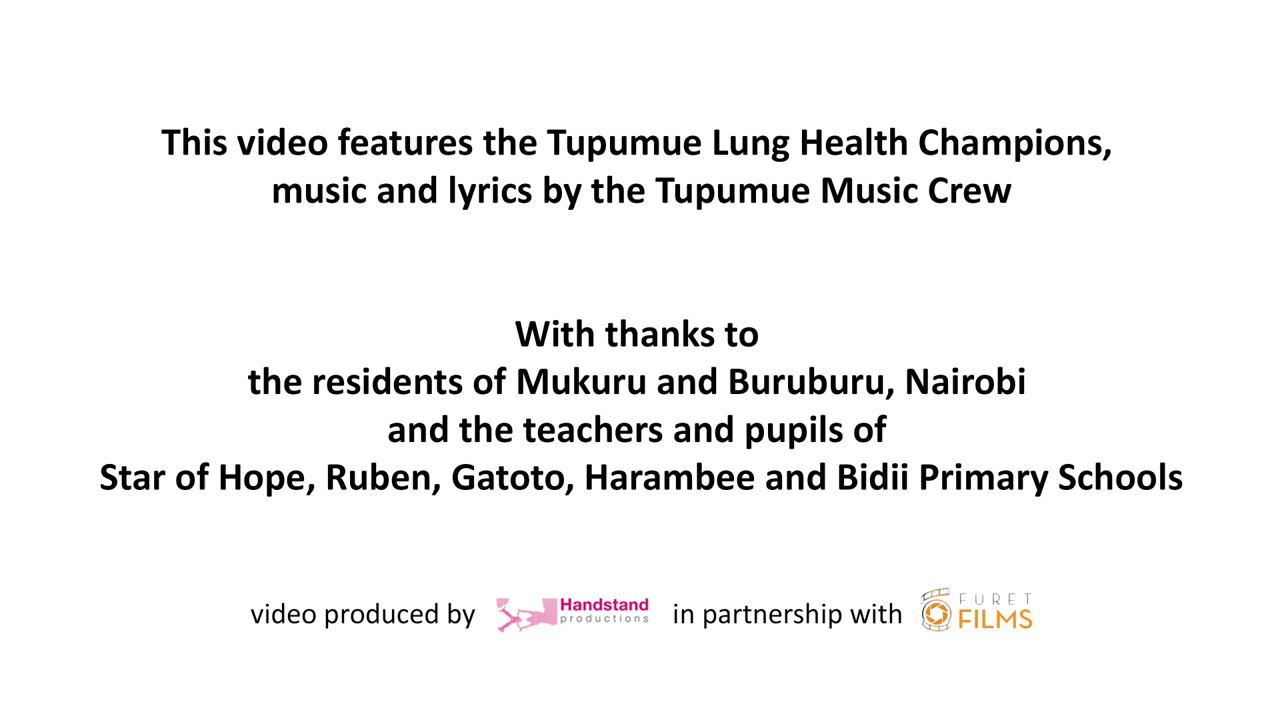 This video features the Tupumue Lung Health Champions,
music and lyrics by the Tupumue Music Crew
With thanks to
the residents of Mukuru and Buruburu, Nairobi
and the teachers and pupils of
Star of Hope, Ruben, Gatoto, Harambee and Bidii Primary Schools
video produced by Handstand productions in partnership with FURET FILMS